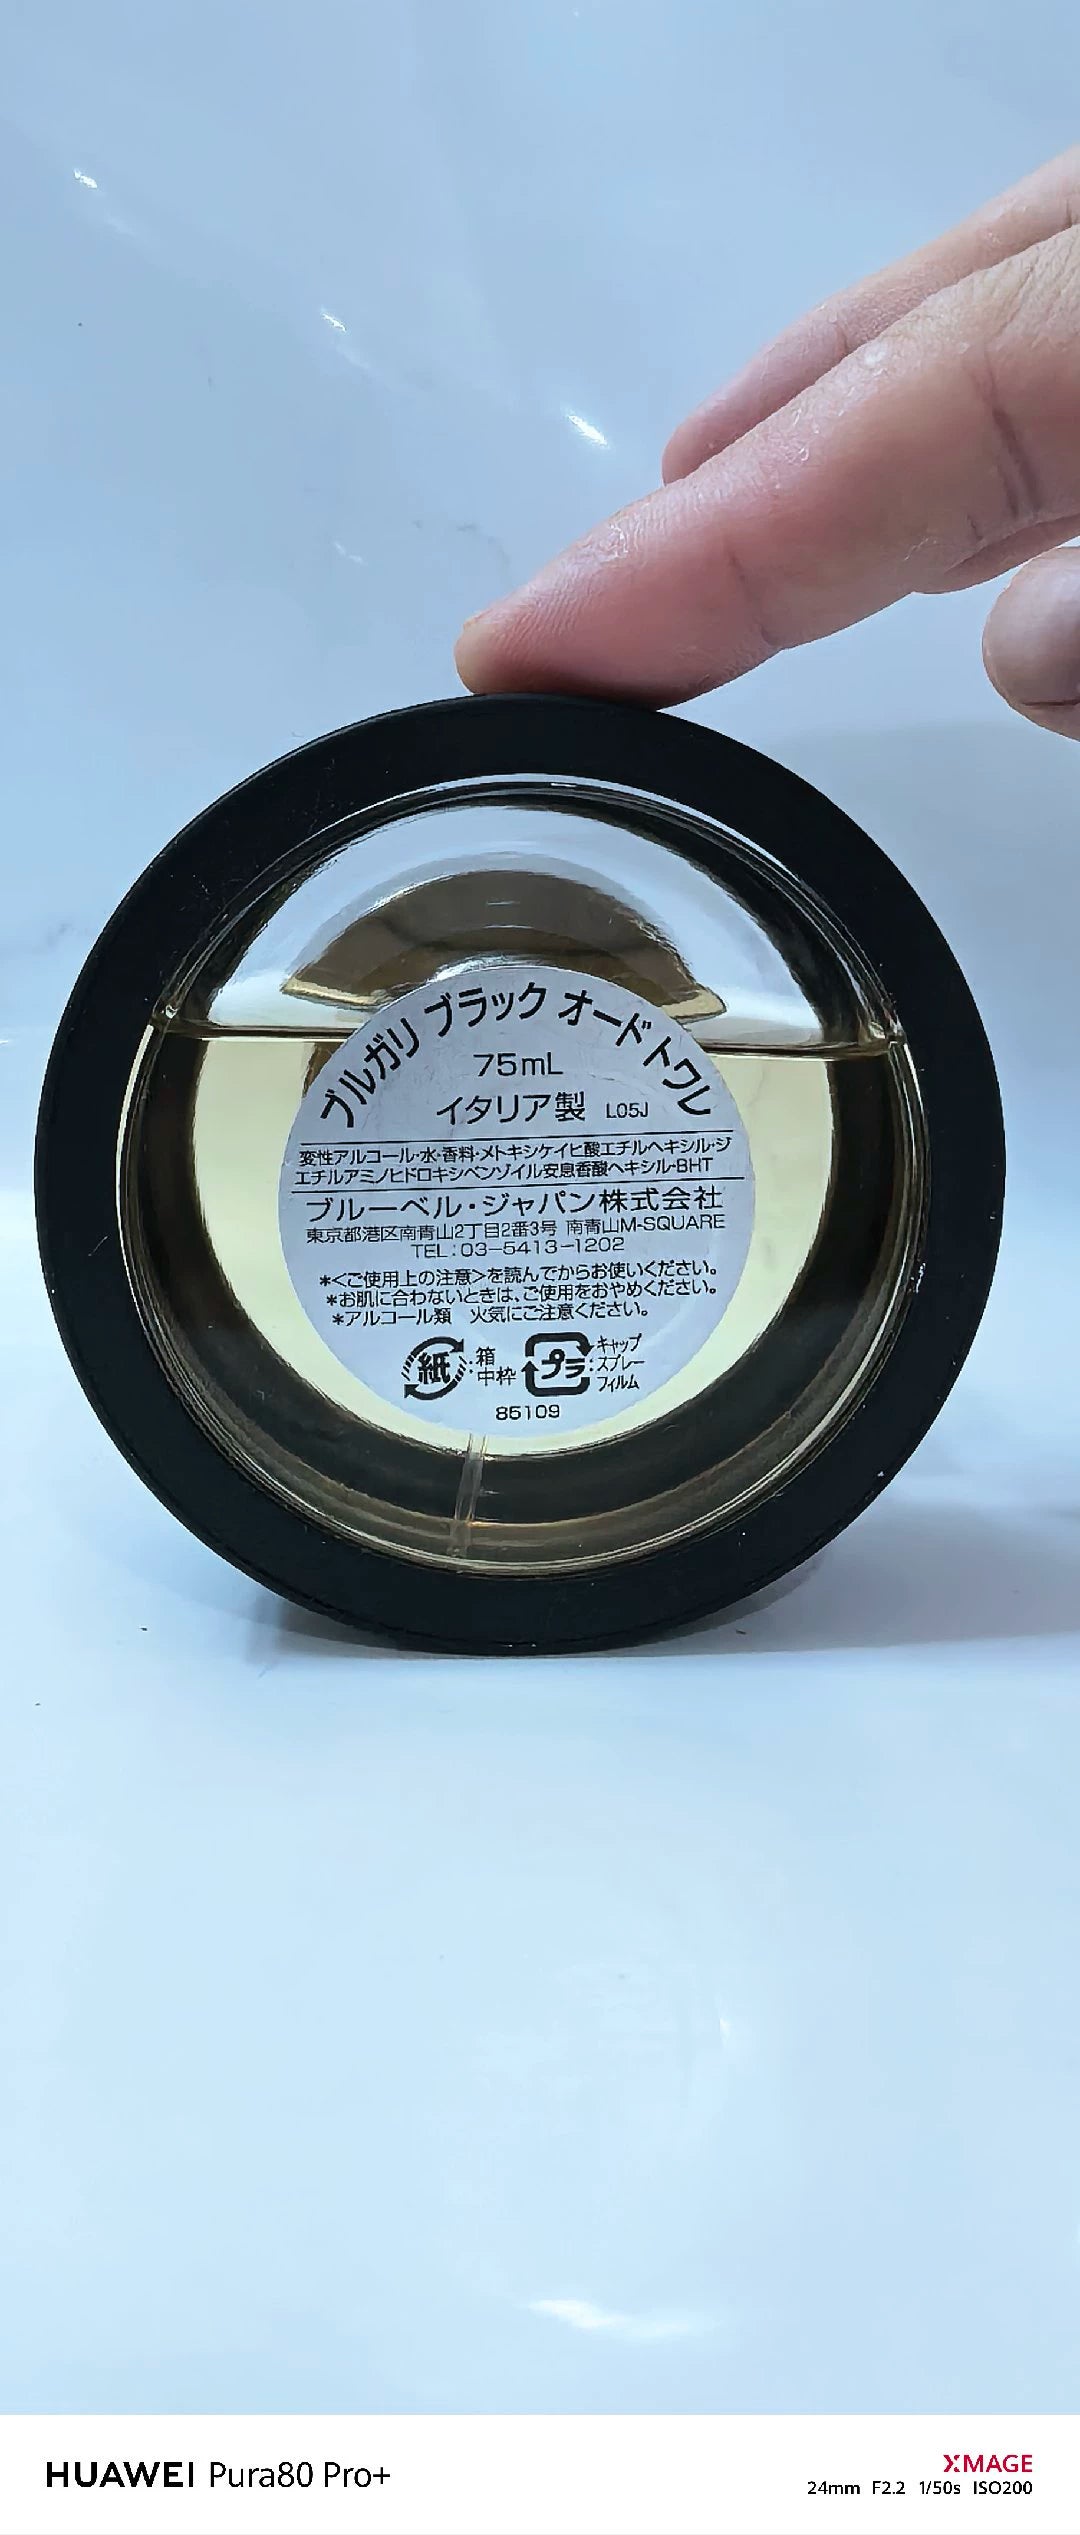 ブルガリ ブラック オードトワレ
75mL
イタリア製 L05J
変性アルコール・水・香料・メトキシケイヒ酸エチルヘキシル・ジ
エチルアミノヒドロキシベンゾイル安息香酸ヘキシル・BHT
ブルーベル・ジャパン株式会社
東京都港区南青山2丁目2番3号 南青山M-SQUARE
TEL:03-5413-1202
*<ご使用上の注意>を読んでからお使いください。
*お肌に合わないときは、ご使用をおやめください。
*アルコール類 火気にご注意ください。
紙:箱 プラ:キャップ
中枠 スプレー
フィルム
85109
HUAWEI Pura80 Pro+
XMAGE
24mm F2.2 1/50s ISO200